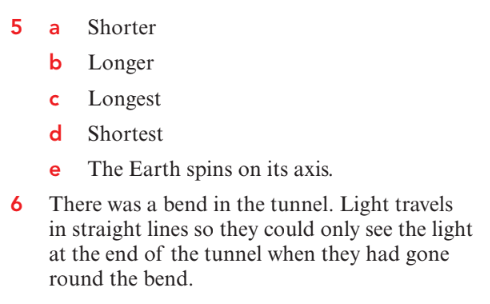 5 a Shorter
b Longer
c Longest
d Shortest
e The Earth spins on its axis.
6 There was a bend in the tunnel. Light travels
in straight lines so they could only see the light
at the end of the tunnel when they had gone
round the bend.